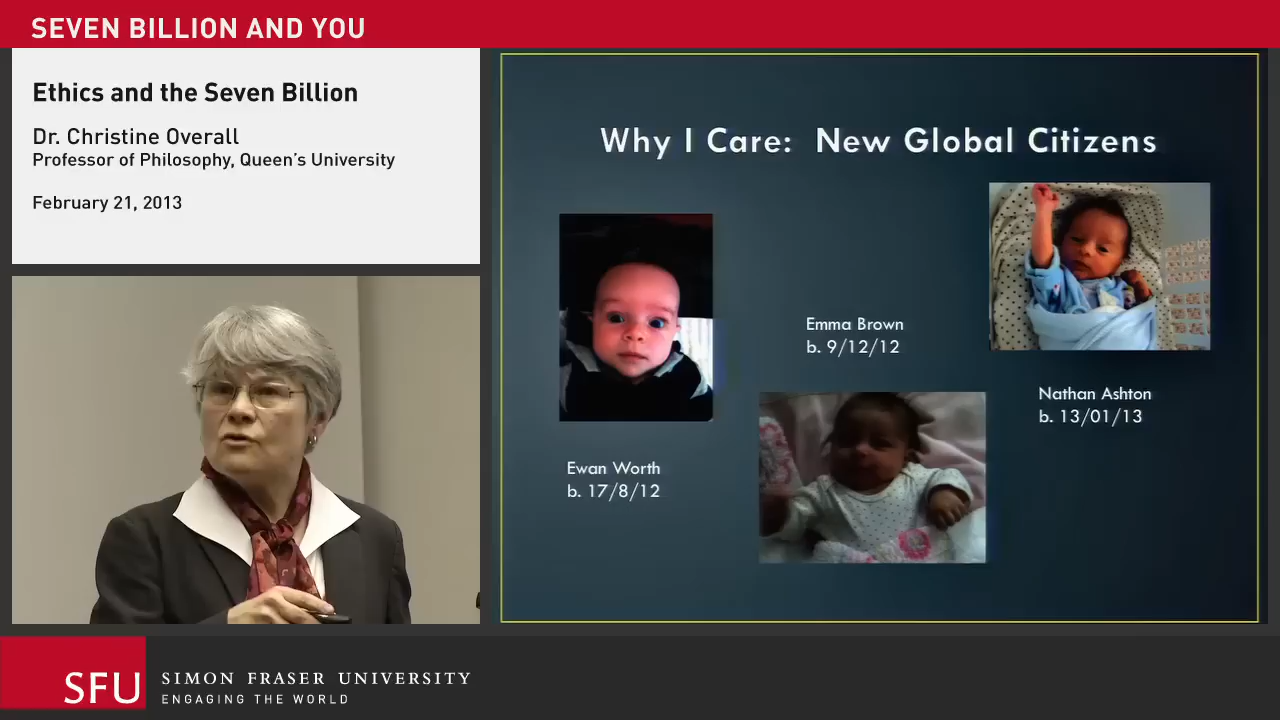 SEVEN BILLION AND YOU
Ethics and the Seven Billion
Dr. Christine Overall
Professor of Philosophy, Queen's University
February 21, 2013
Why I Care: New Global Citizens
Emma Brown
b. 9/12/12
Nathan Ashton
b. 13/01/13
Ewan Worth
b. 17/8/12
SFU
SIMON FRASER UNIVERSITY
ENGAGING THE WORLD